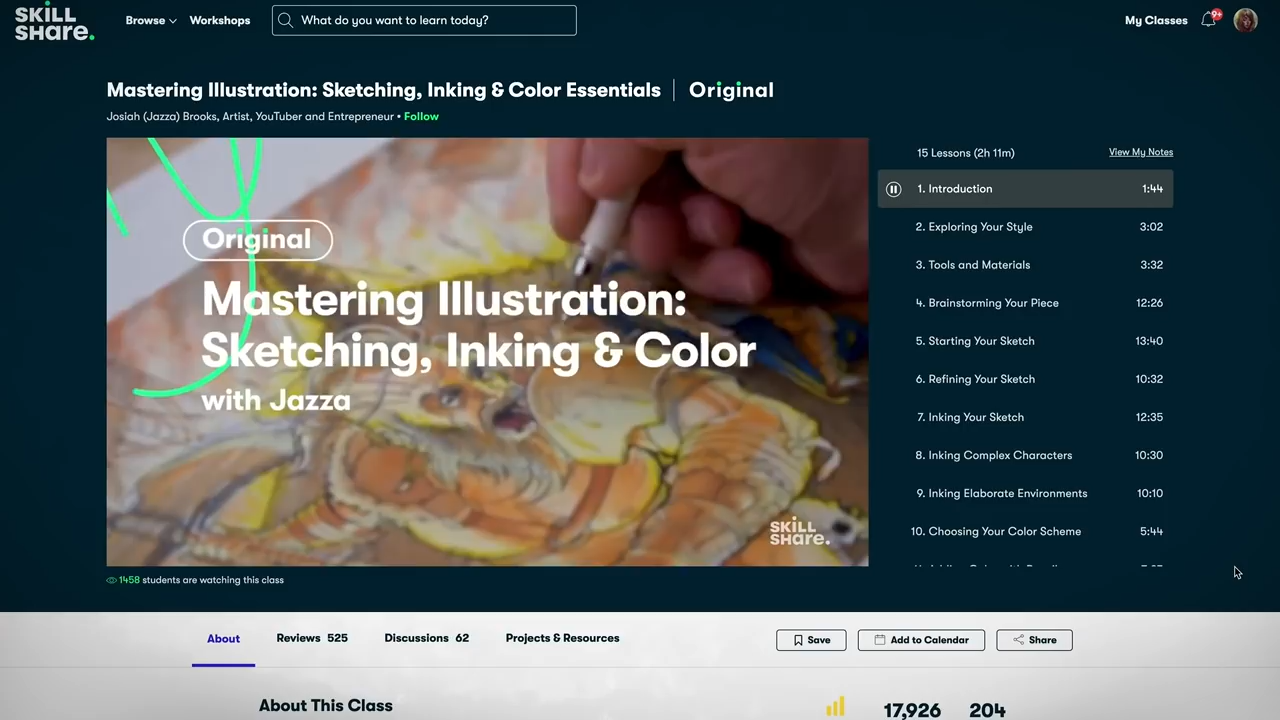 SKILL
SHARE.
Browse
Workshops
What do you want to learn today?
My Classes
9+
Mastering Illustration: Sketching, Inking & Color Essentials | Original
Josiah (Jazza) Brooks, Artist, YouTuber and Entrepreneur • Follow
Original
Mastering Illustration:
Sketching, Inking & Color
with Jazza
SKILL
SHARE.
15 Lessons (2h 11m)
View My Notes
1. Introduction 1:44
2. Exploring Your Style 3:02
3. Tools and Materials 3:32
4. Brainstorming Your Piece 12:26
5. Starting Your Sketch 13:40
6. Refining Your Sketch 10:32
7. Inking Your Sketch 12:35
8. Inking Complex Characters 10:30
9. Inking Elaborate Environments 10:10
10. Choosing Your Color Scheme 5:44
1458 students are watching this class
About
Reviews 525
Discussions 62
Projects & Resources
Save
Add to Calendar
Share
About This Class
17,926
204